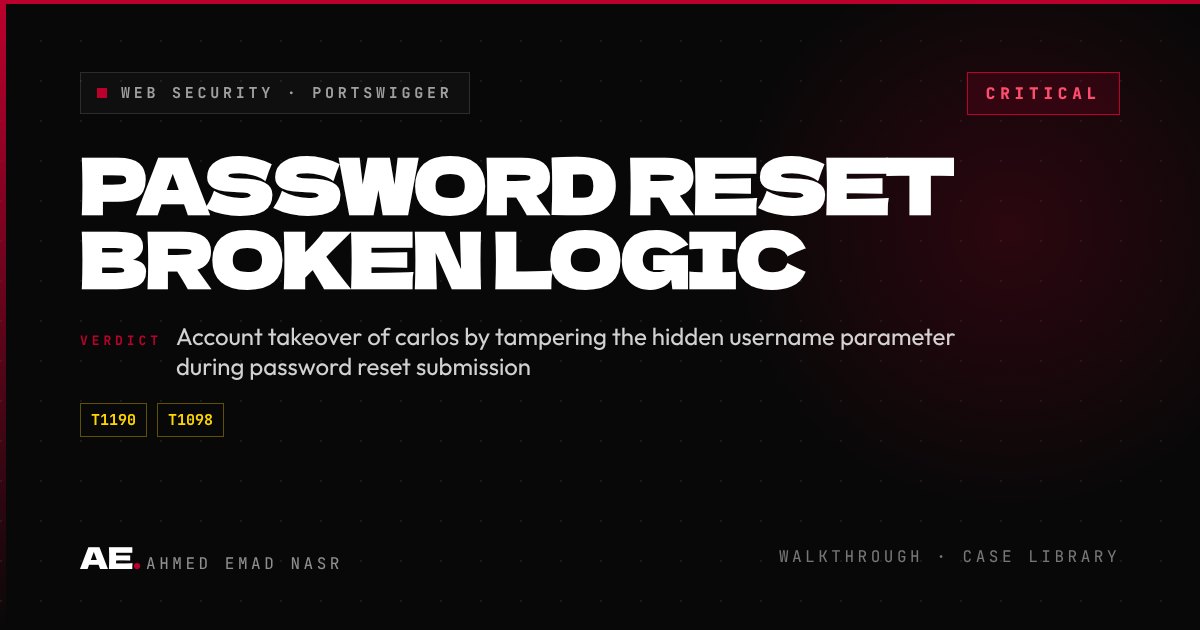 WEB SECURITY · PORTSWIGGER
CRITICAL
PASSWORD RESET
BROKEN LOGIC
VERDICT Account takeover of carlos by tampering the hidden username parameter
during password reset submission
T1190 T1098
AE. AHMED EMAD NASR
WALKTHROUGH · CASE LIBRARY